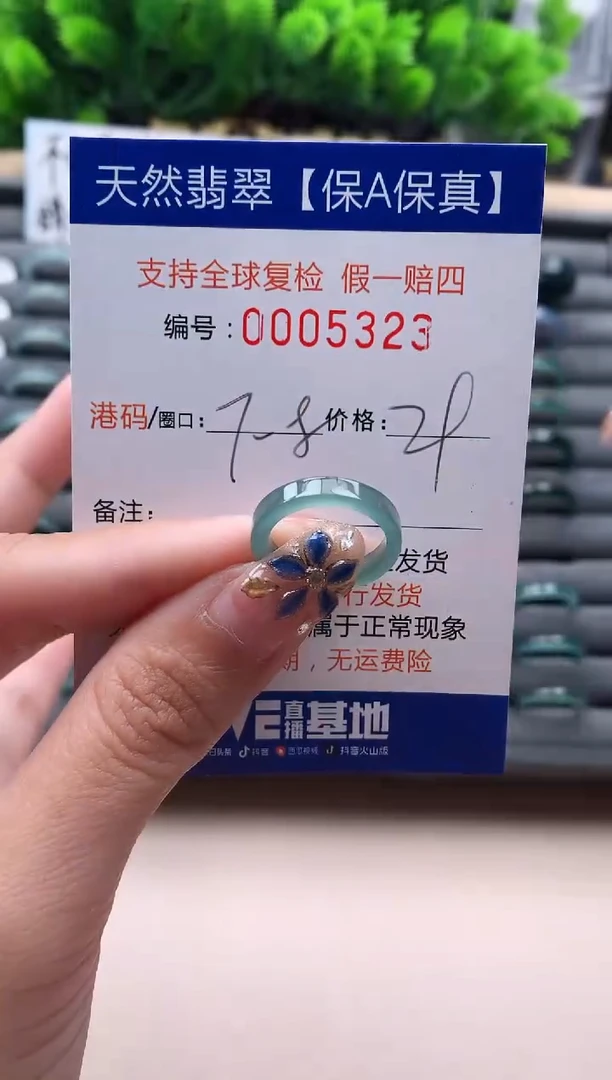 天然翡翠【保A保真】
支持全球复检 假一赔四
编号:0005323
港码/圈口: 7-8 价格:
备注:
发货
行发货
属于正常现象
期,无运费险
直播基地
抖音 抖音火山版